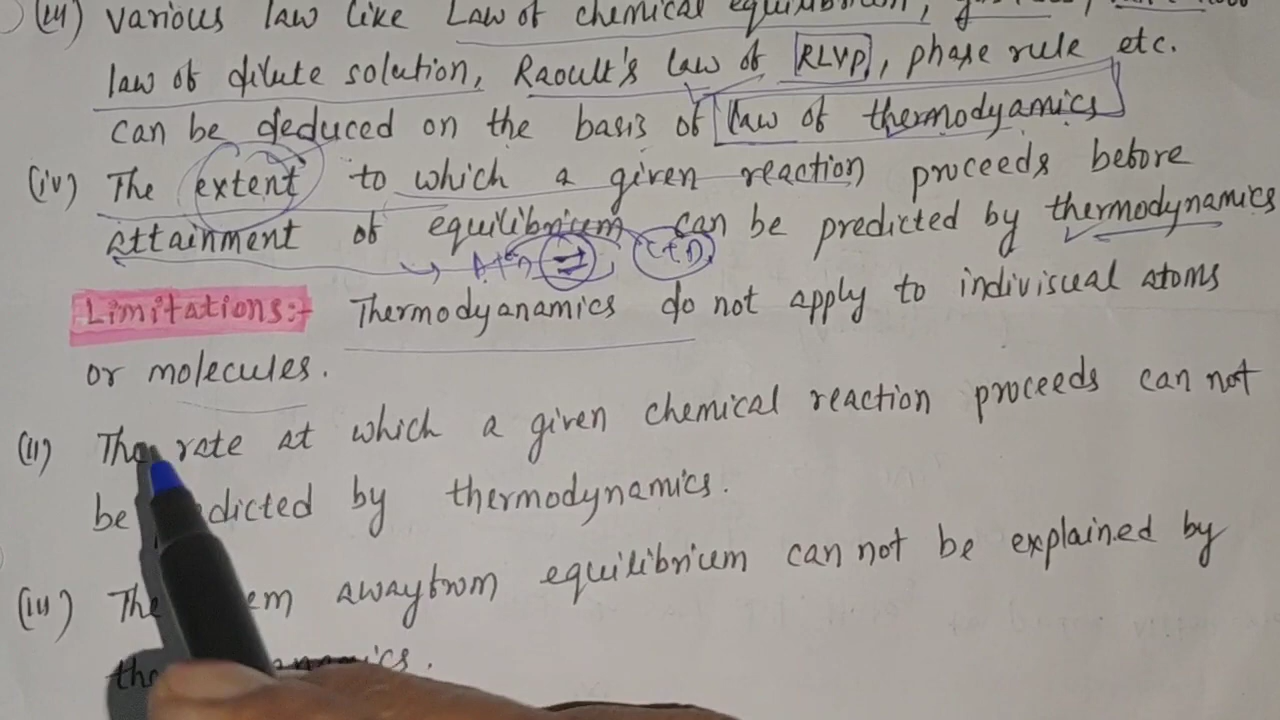 (iii) various law like Law of chemical equilibrium,
law of dilute solution, Raoult's law of RLVP, phase rule etc.
can be deduced on the basis of law of thermodyamics
(iv) The extent to which a given reaction proceeds before
attainment of equilibrium can be predicted by thermodynamics
⇌ C+D
Limitations:- Thermodyanamics do not apply to indiviscual atoms
or molecules.
(ii) The rate at which a given chemical reaction proceeds can not
be dicted by thermodynamics.
(iii) The em away from equilibrium can not be explained by